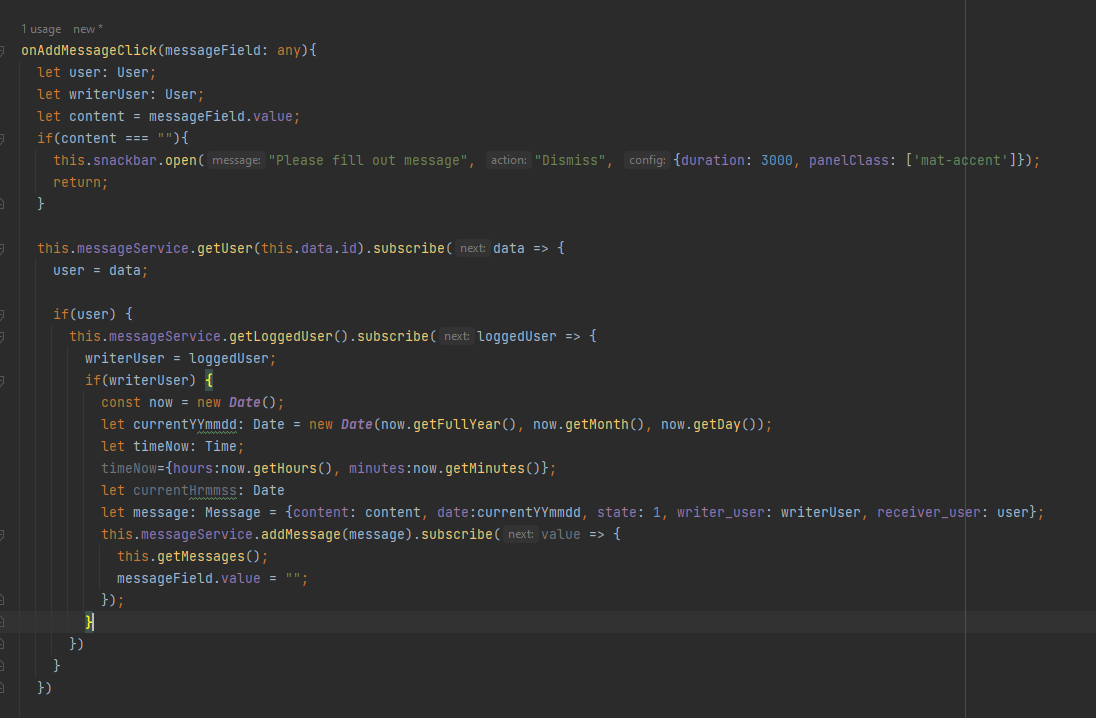 1 usage   new *
onAddMessageClick(messageField: any){
  let user: User;
  let writerUser: User;
  let content = messageField.value;
  if(content === ""){
    this.snackbar.open( message: "Please fill out message", action: "Dismiss", config: {duration: 3000, panelClass: ['mat-accent']});
    return;
  }
  this.messageService.getUser(this.data.id).subscribe( next: data => {
    user = data;
    if(user) {
      this.messageService.getLoggedUser().subscribe( next: loggedUser => {
        writerUser = loggedUser;
        if(writerUser) {
          const now = new Date();
          let currentYYmmdd: Date = new Date(now.getFullYear(), now.getMonth(), now.getDay());
          let timeNow: Time;
          timeNow={hours:now.getHours(), minutes:now.getMinutes()};
          let currentHrmmss: Date
          let message: Message = {content: content, date:currentYYmmdd, state: 1, writer_user: writerUser, receiver_user: user};
          this.messageService.addMessage(message).subscribe( next: value => {
            this.getMessages();
            messageField.value = "";
          });
        }
      })
    }
  })